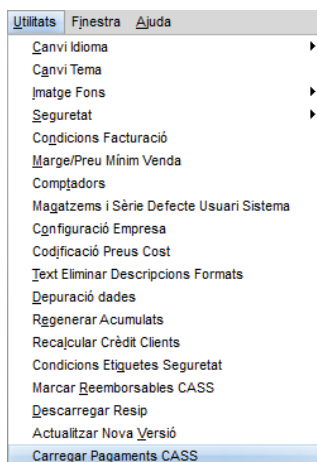 Utilitats Finestra Ajuda
Canvi Idioma
Canvi Tema
Imatge Fons
Seguretat
Condicions Facturació
Marge/Preu Mínim Venda
Comptadors
Magatzems i Sèrie Defecte Usuari Sistema
Configuració Empresa
Codificació Preus Cost
Text Eliminar Descripcions Formats
Depuració dades
Regenerar Acumulats
Recalcular Crèdit Clients
Condicions Etiquetes Seguretat
Marcar Reemborsables CASS
Descarregar Resip
Actualitzar Nova Versió
Carregar Pagaments CASS